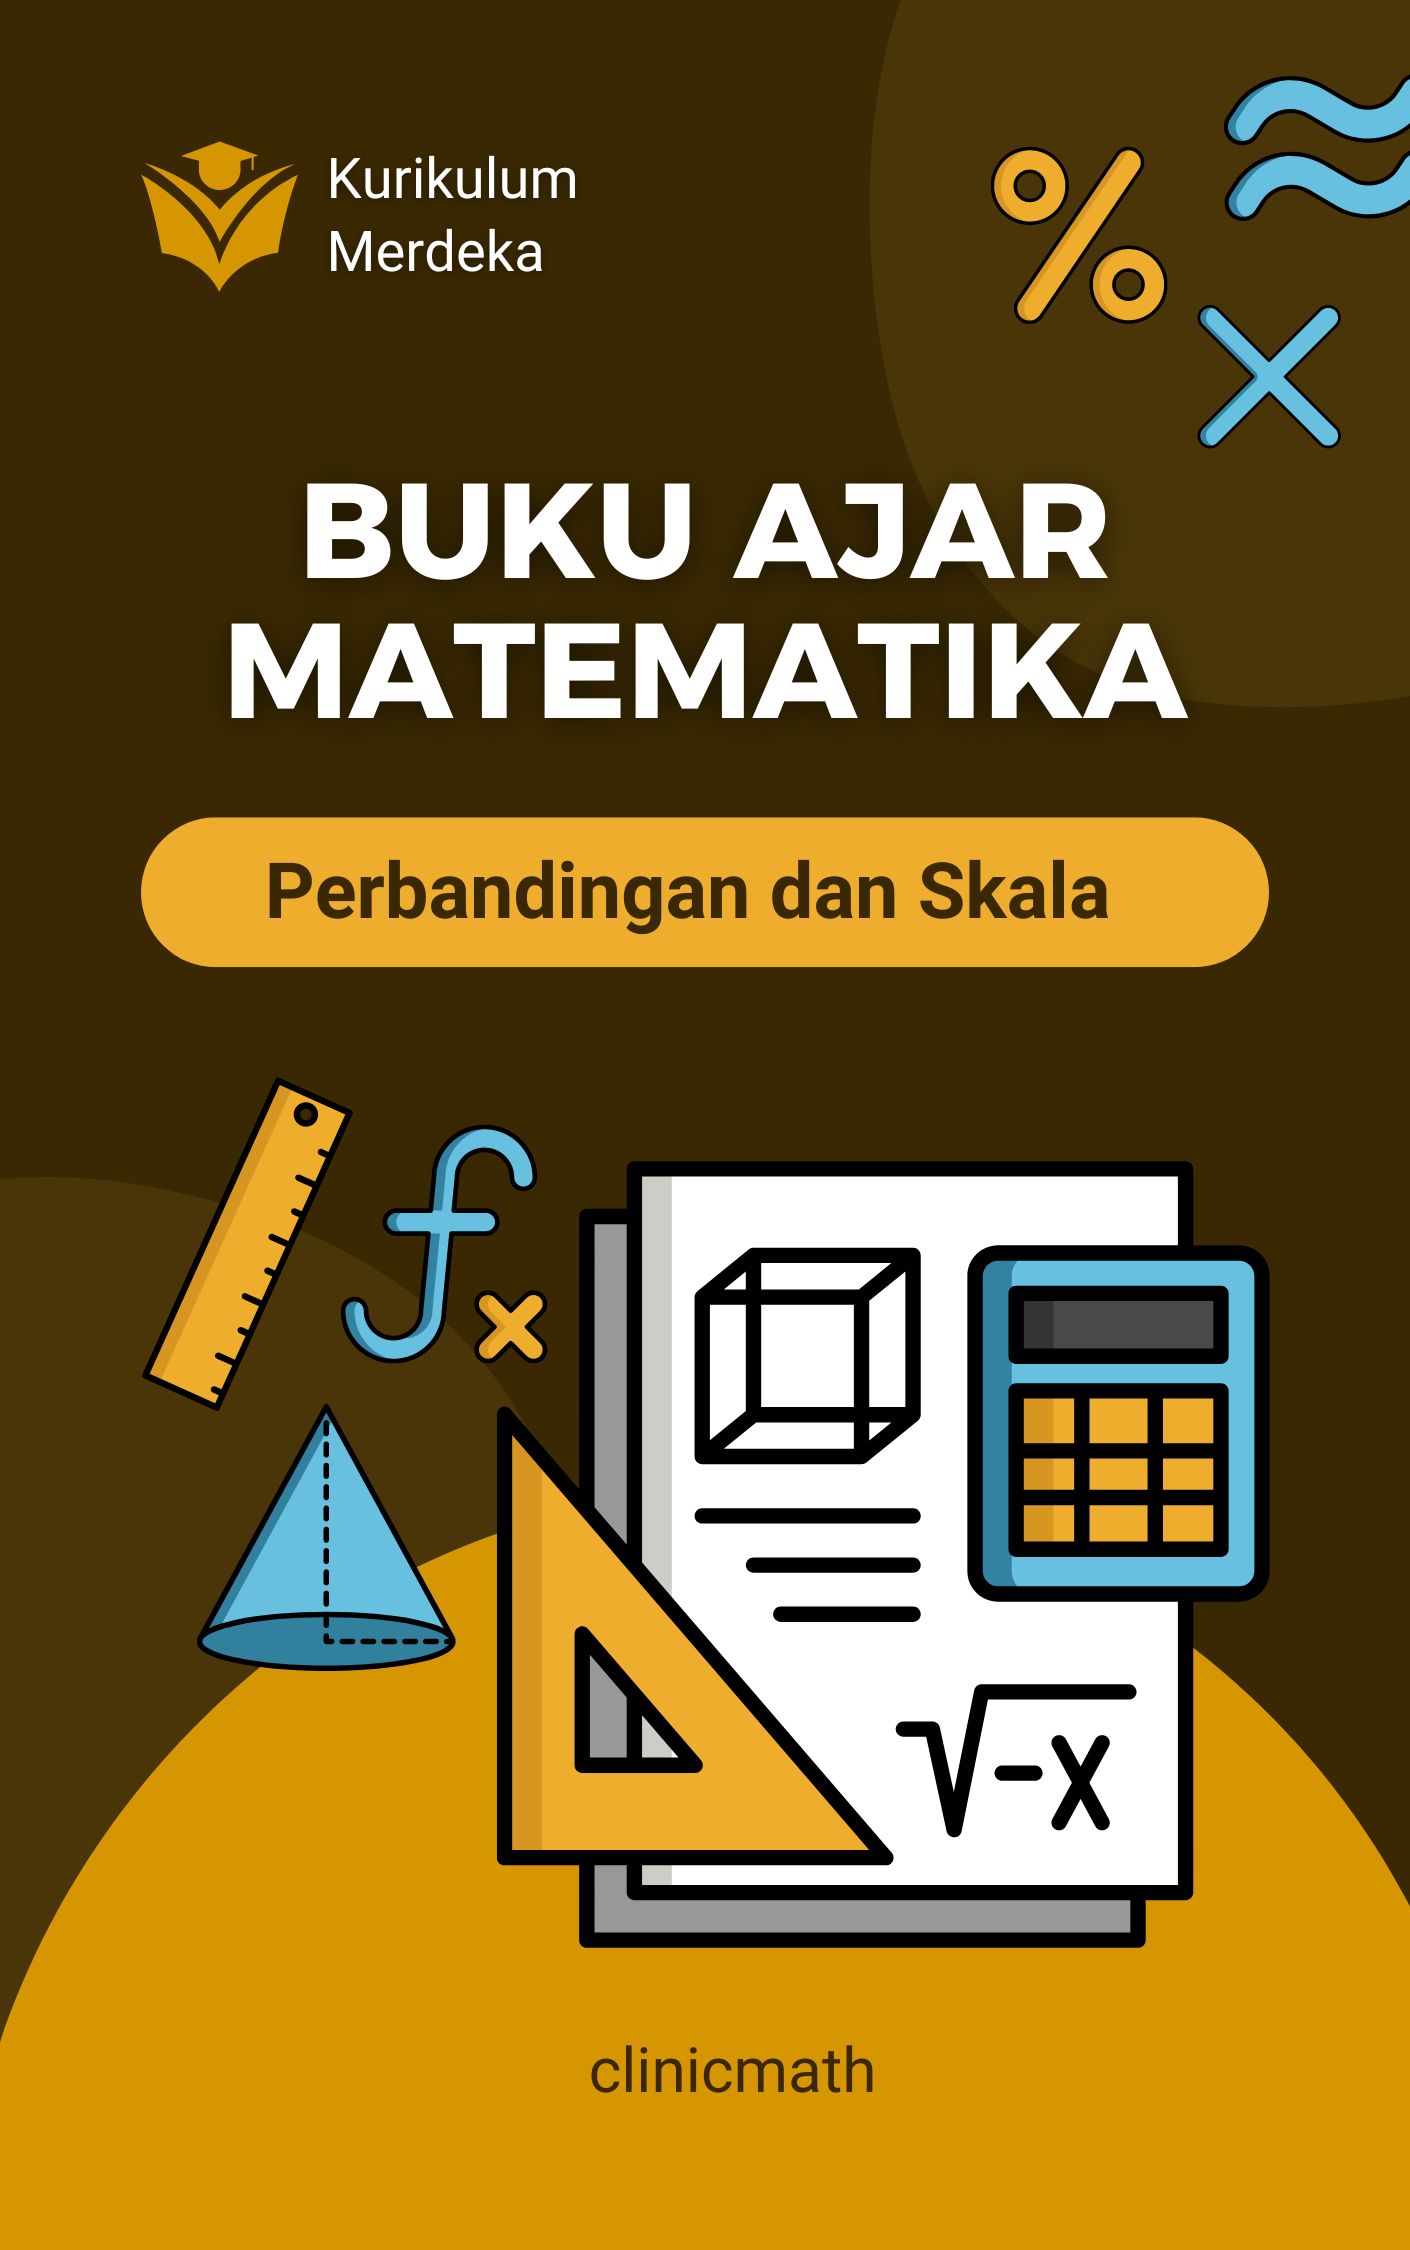 Kurikulum
Merdeka
BUKU AJAR
MATEMATIKA
Perbandingan dan Skala
√-x
clinicmath